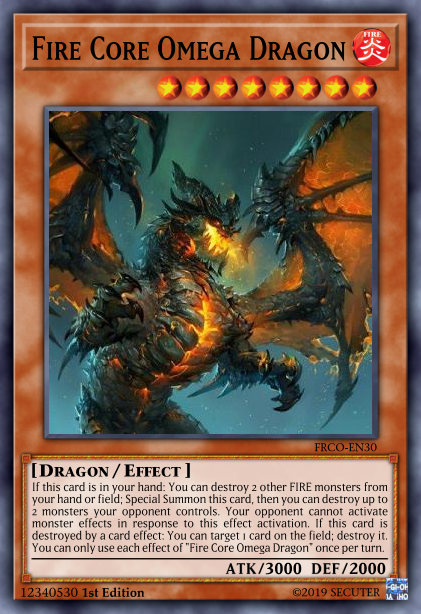 FIRE CORE OMEGA DRAGON
FIRE
炎
FRCO-EN30
[DRAGON / EFFECT ]
If this card is in your hand: You can destroy 2 other FIRE monsters from
your hand or field; Special Summon this card, then you can destroy up to
2 monsters your opponent controls. Your opponent cannot activate
monster effects in response to this effect activation. If this card is
destroyed by a card effect: You can target 1 card on the field; destroy it.
You can only use each effect of "Fire Core Omega Dragon" once per turn.
ATK/3000 DEF/2000
12340530 1st Edition ©2019 SECUTER